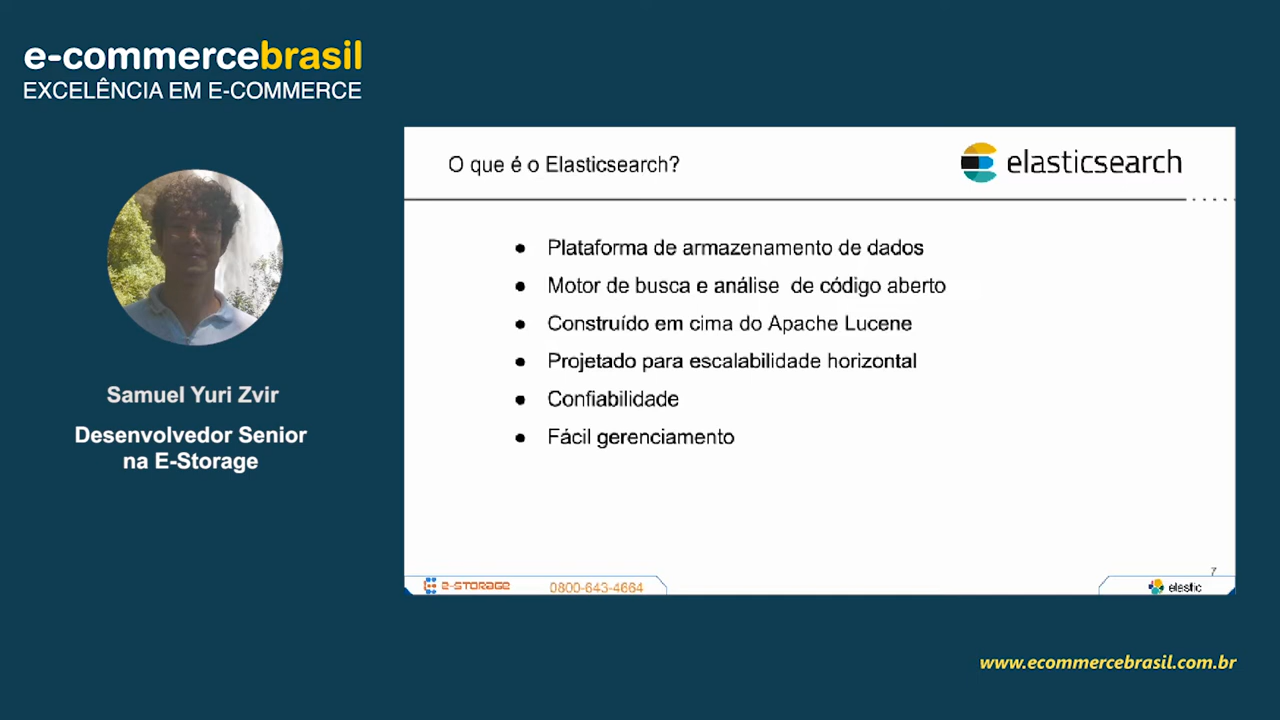 e-commercebrasil
EXCELÊNCIA EM E-COMMERCE
O que é o Elasticsearch?
elasticsearch
Plataforma de armazenamento de dados
Motor de busca e análise de código aberto
Construído em cima do Apache Lucene
Projetado para escalabilidade horizontal
Confiabilidade
Fácil gerenciamento
Samuel Yuri Zvir
Desenvolvedor Senior
na E-Storage
7
E-STORAGE
0800-643-4664
elastic
www.ecommercebrasil.com.br